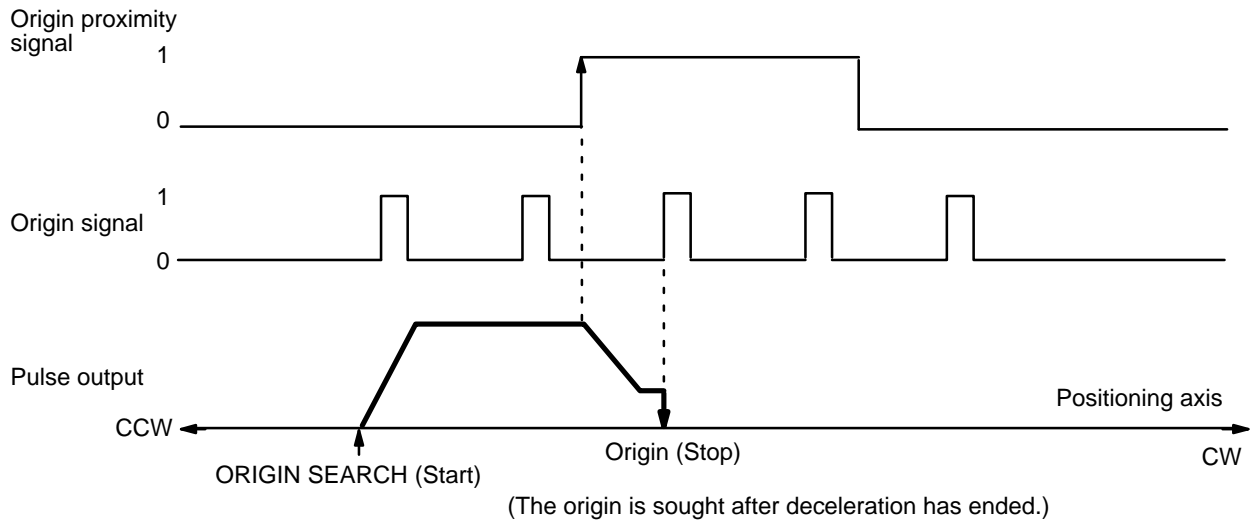 Origin proximity
signal
1
0
1
Origin signal
0
Pulse output
Positioning axis
CCW
Origin (Stop)
CW
ORIGIN SEARCH (Start)
(The origin is sought after deceleration has ended.)